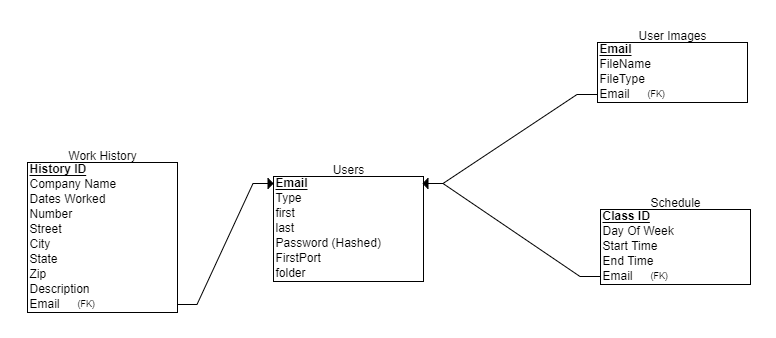 User Images
Email
FileName
FileType
Email (FK)
Work History
History ID
Company Name
Dates Worked
Number
Street
City
State
Zip
Description
Email (FK)
Users
Email
Type
first
last
Password (Hashed)
FirstPort
folder
Schedule
Class ID
Day Of Week
Start Time
End Time
Email (FK)